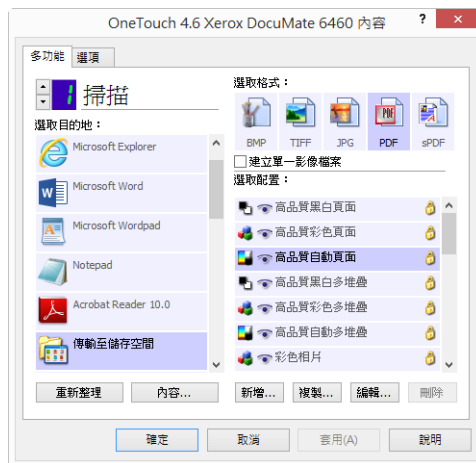 OneTouch 4.6 Xerox DocuMate 6460 內容
?
×
多功能
選項
1
掃描
選取目的地：
Microsoft Explorer
Microsoft Word
Microsoft Wordpad
Notepad
Acrobat Reader 10.0
傳輸至儲存空間
重新整理
內容...
選取格式：
BMP
TIFF
JPG
PDF
sPDF
建立單一影像檔案
選取配置：
高品質黑白頁面
高品質彩色頁面
高品質自動頁面
高品質黑白多堆疊
高品質彩色多堆疊
高品質自動多堆疊
彩色相片
新增...
複製...
編輯...
刪除
確定
取消
套用(A)
說明